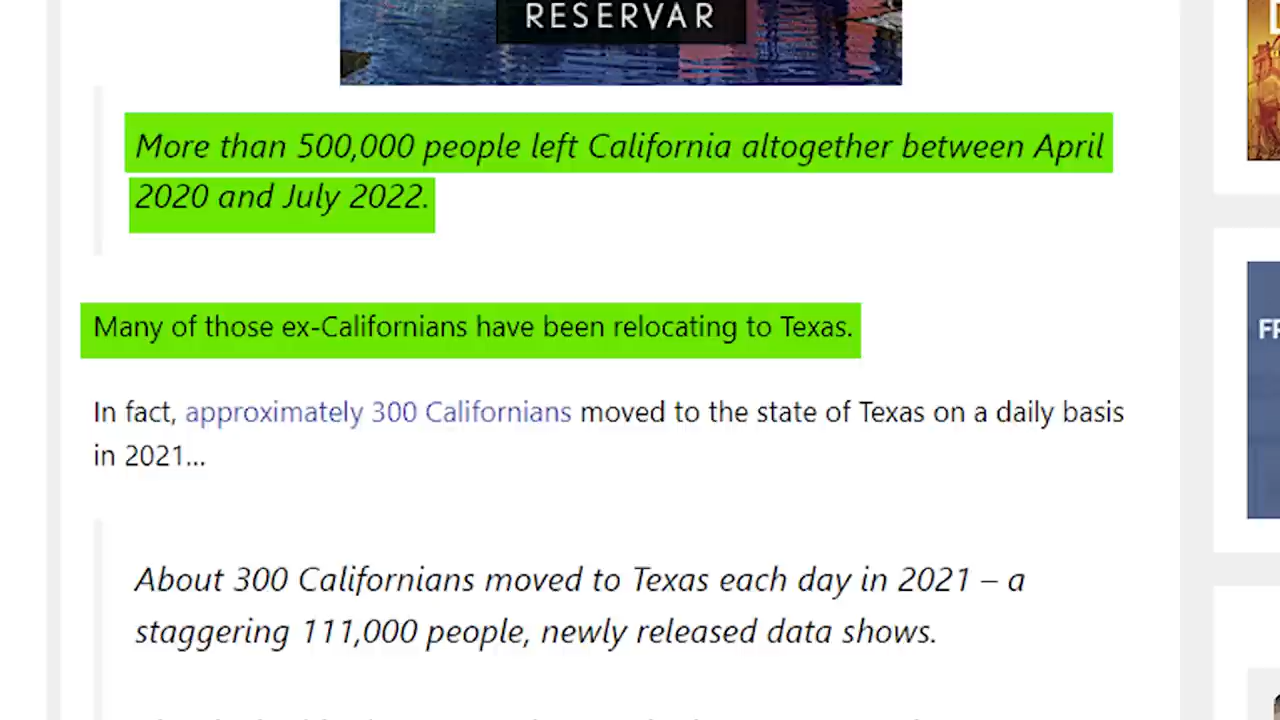 RESERVAR
More than 500,000 people left California altogether between April
2020 and July 2022.
Many of those ex-Californians have been relocating to Texas.
In fact, approximately 300 Californians moved to the state of Texas on a daily basis
in 2021...
About 300 Californians moved to Texas each day in 2021 – a
staggering 111,000 people, newly released data shows.